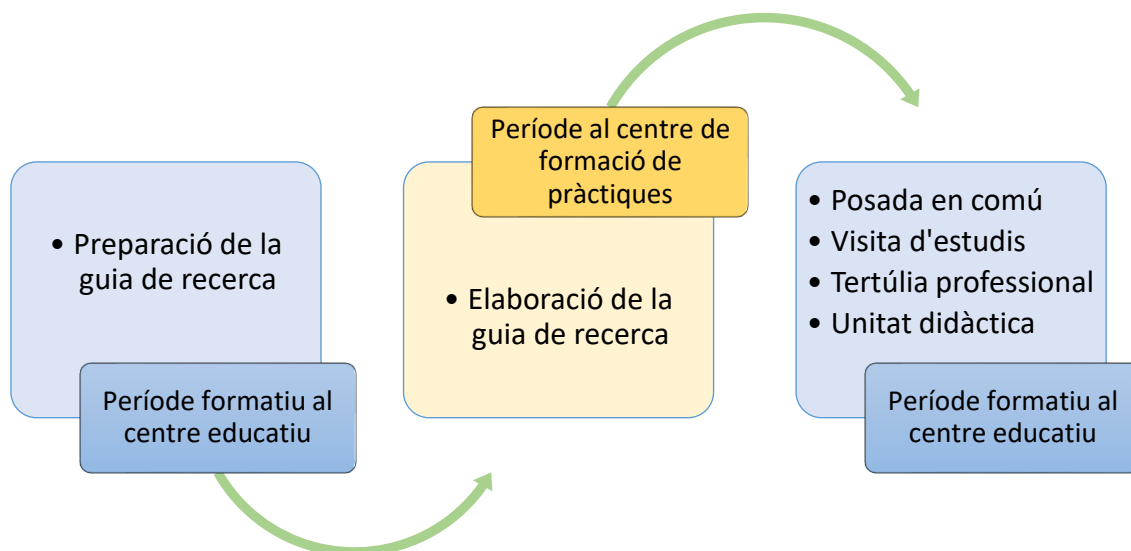 • Preparació de la
guia de recerca
Període formatiu al
centre educatiu
Període al centre de
formació de
pràctiques
• Elaboració de la
guia de recerca
• Posada en comú
• Visita d'estudis
• Tertúlia professional
• Unitat didàctica
Període formatiu al
centre educatiu